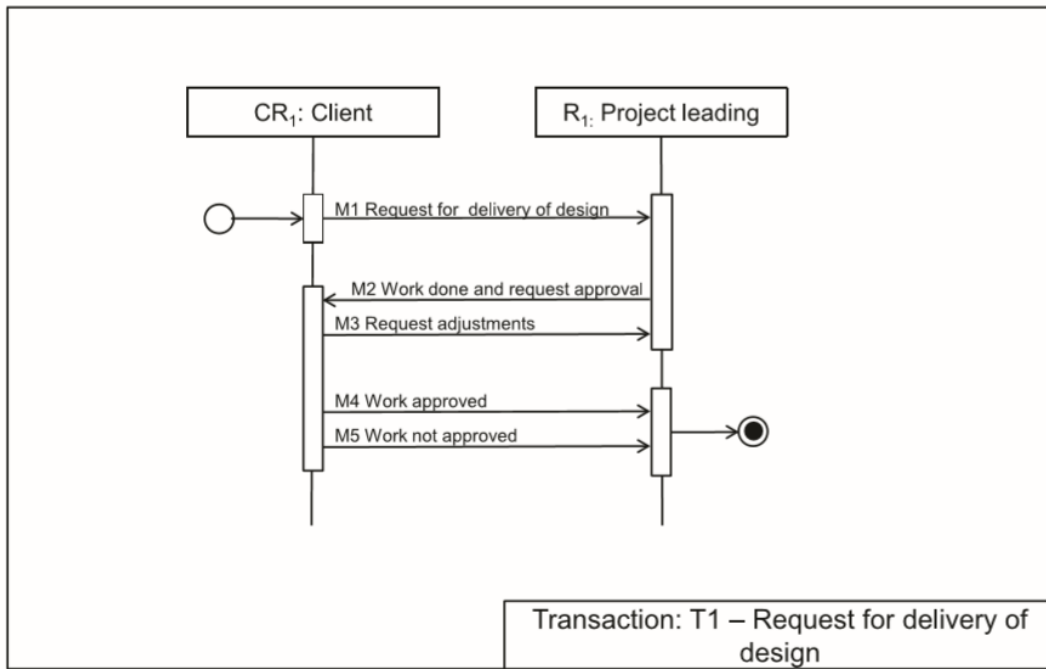 CR₁: Client
R₁: Project leading
M1 Request for delivery of design
M2 Work done and request approval
M3 Request adjustments
M4 Work approved
M5 Work not approved
Transaction: T1 – Request for delivery of
design